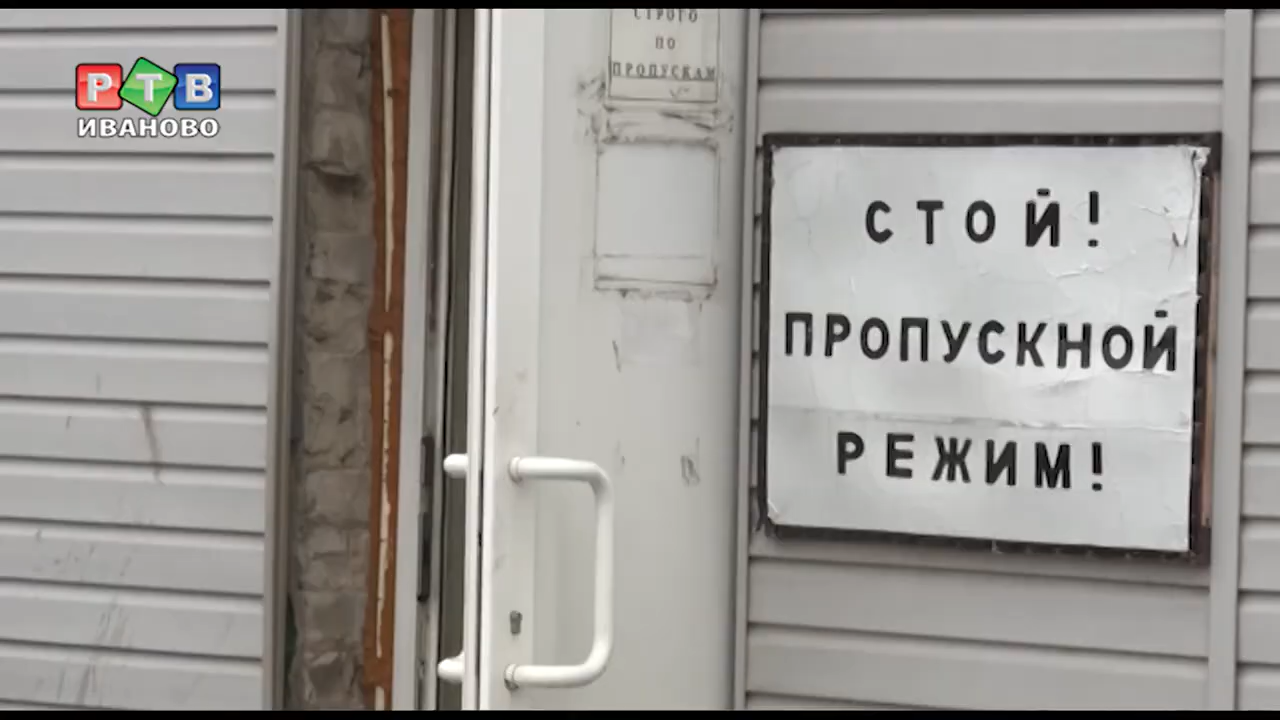 РТВ
ИВАНОВО
СТРОГО
ПО
ПРОПУСКАМ
СТОЙ!
ПРОПУСКНОЙ
РЕЖИМ!